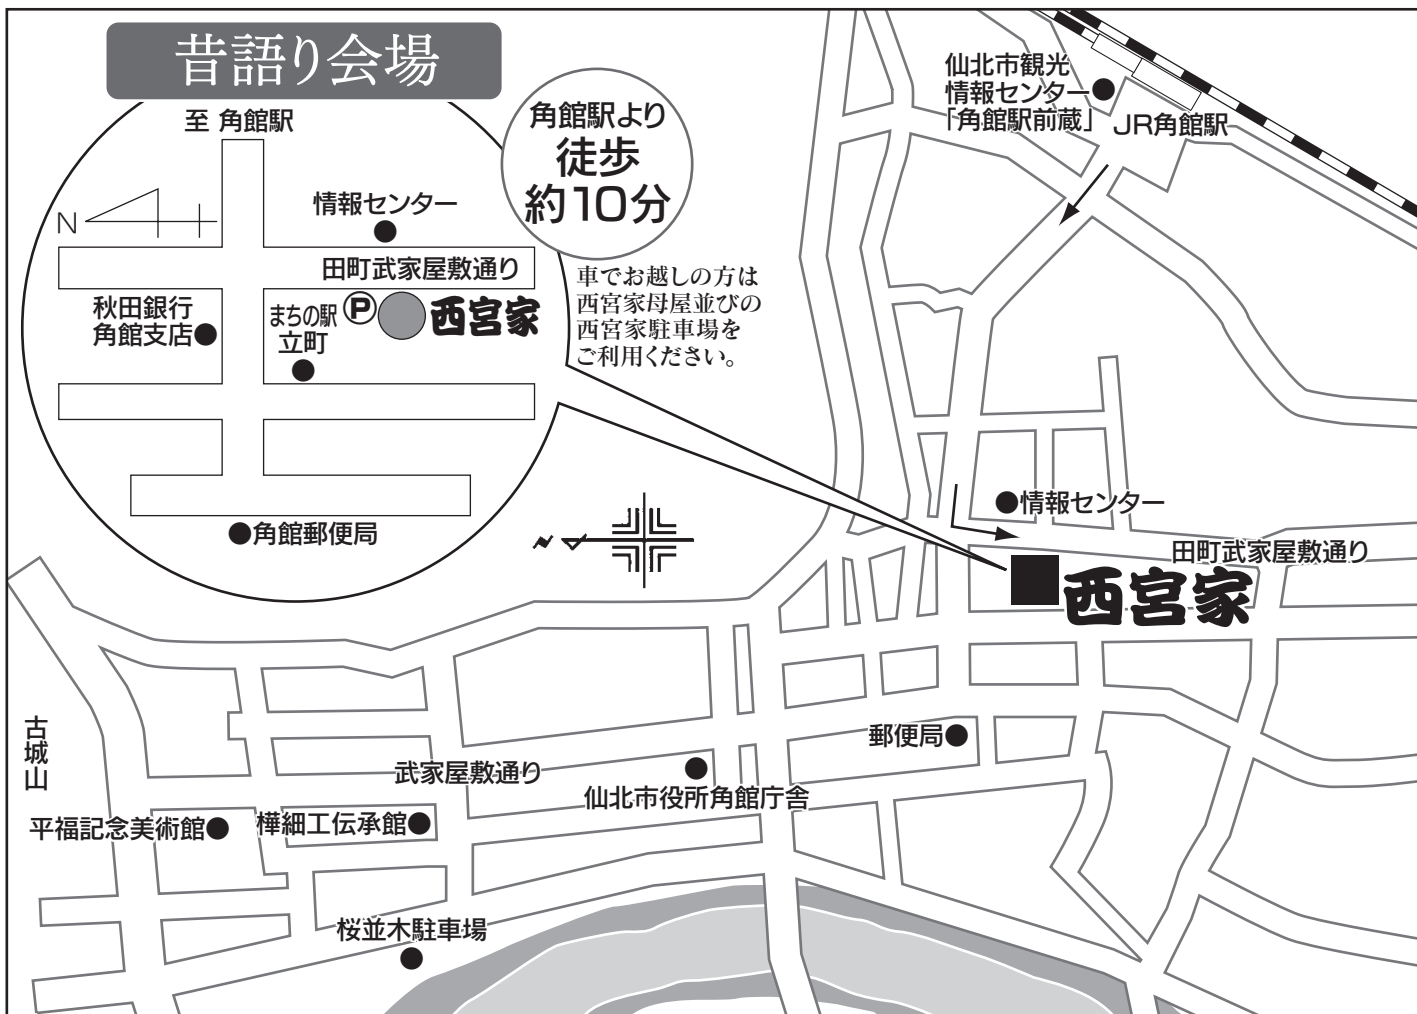 昔語り会場
至 角館駅
N
情報センター
田町武家屋敷通り
秋田銀行
角館支店
まちの駅
立町
P
西宮家
角館郵便局
角館駅より
徒歩
約10分
車でお越しの方は
西宮家母屋並びの
西宮家駐車場を
ご利用ください。
仙北市観光
情報センター
「角館駅前蔵」
JR角館駅
情報センター
田町武家屋敷通り
西宮家
N
古城山
郵便局
武家屋敷通り
仙北市役所角館庁舎
平福記念美術館
樺細工伝承館
桜並木駐車場